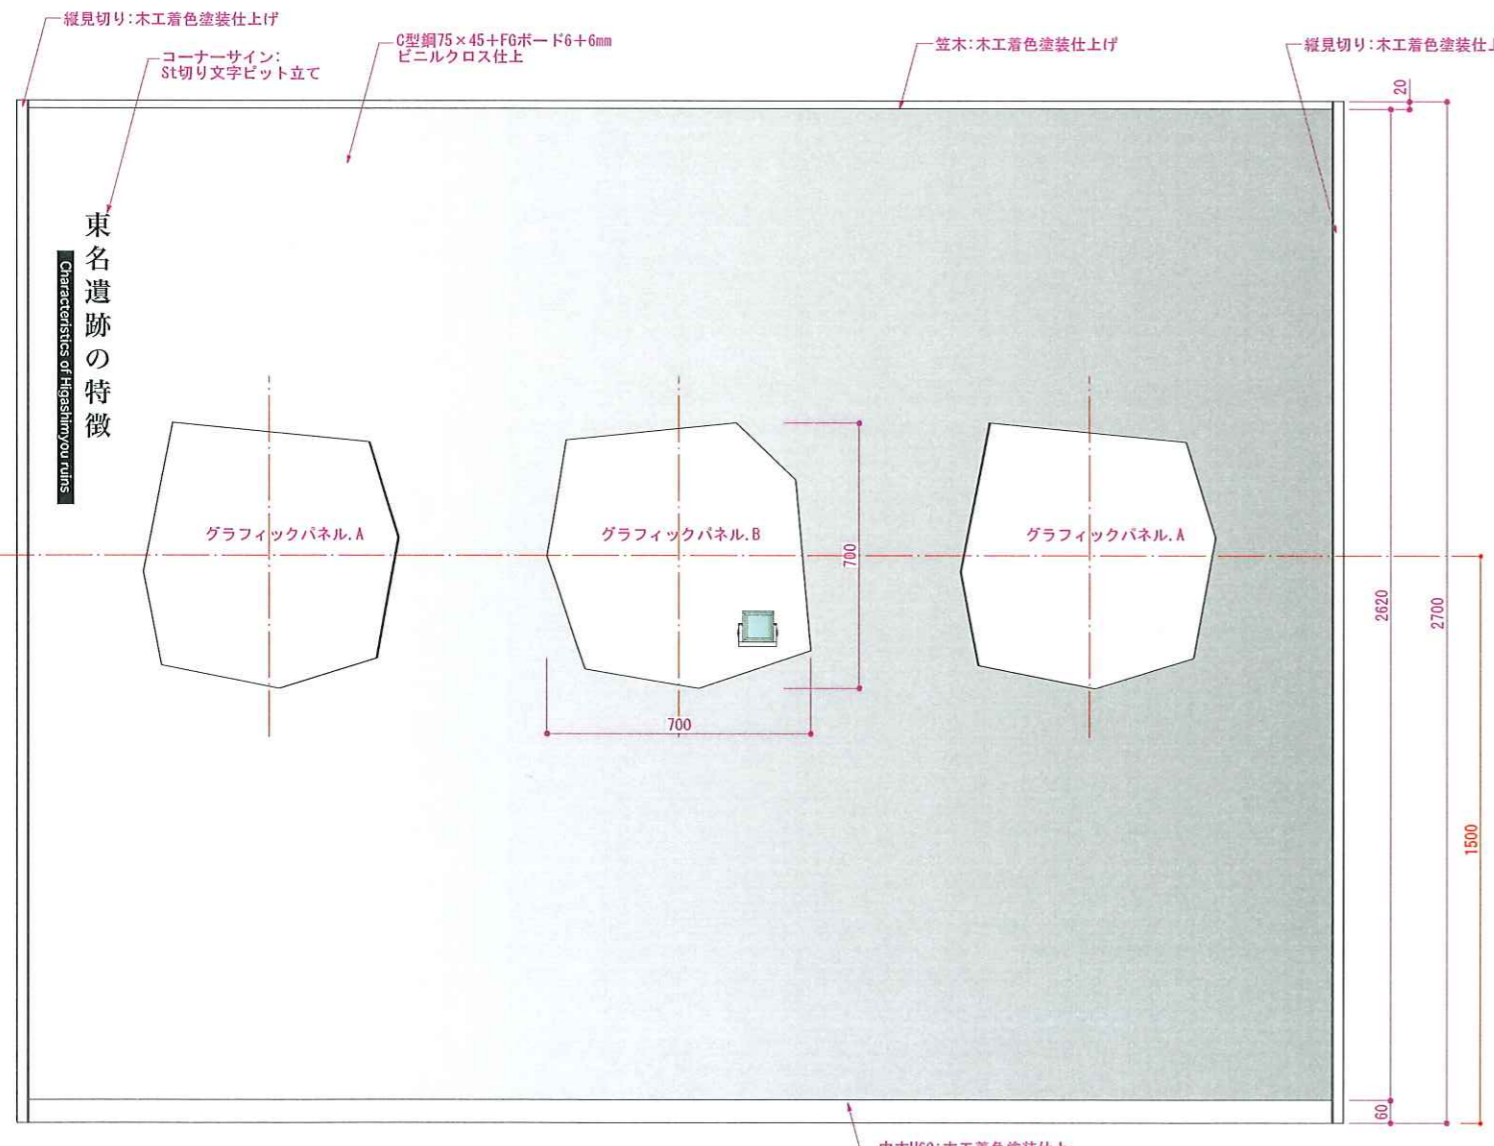 縦見切り:木工着色塗装仕上げ
コーナーサイン:
St切り文字ピット立て
C型鋼75×45+FGボード6+6mm
ビニルクロス仕上
笠木:木工着色塗装仕上げ
縦見切り:木工着色塗装仕上
20
東名遺跡の特徴
Characteristics of Higashimyou ruins
グラフィックパネル.A
グラフィックパネル.B
グラフィックパネル.A
700
700
2620
2700
1500
60